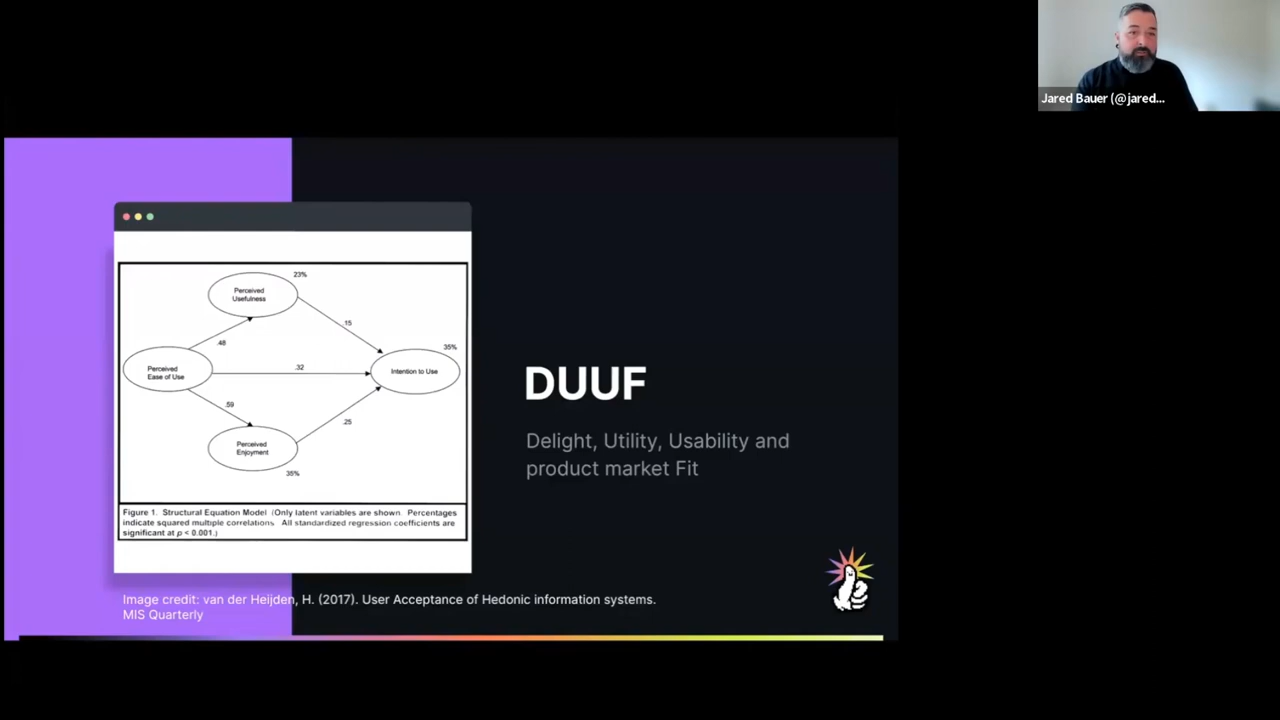 Jared Bauer (@jared...
23%
Perceived
Usefulness
.15
.48
35%
Perceived
Ease of Use
.32
Intention to Use
.59
.25
Perceived
Enjoyment
35%
Figure 1. Structural Equation Model (Only latent variables are shown. Percentages
indicate squared multiple correlations. All standardized regression coefficients are
significant at p < 0.001.)
DUUF
Delight, Utility, Usability and
product market Fit
Image credit: van der Heijden, H. (2017). User Acceptance of Hedonic information systems.
MIS Quarterly